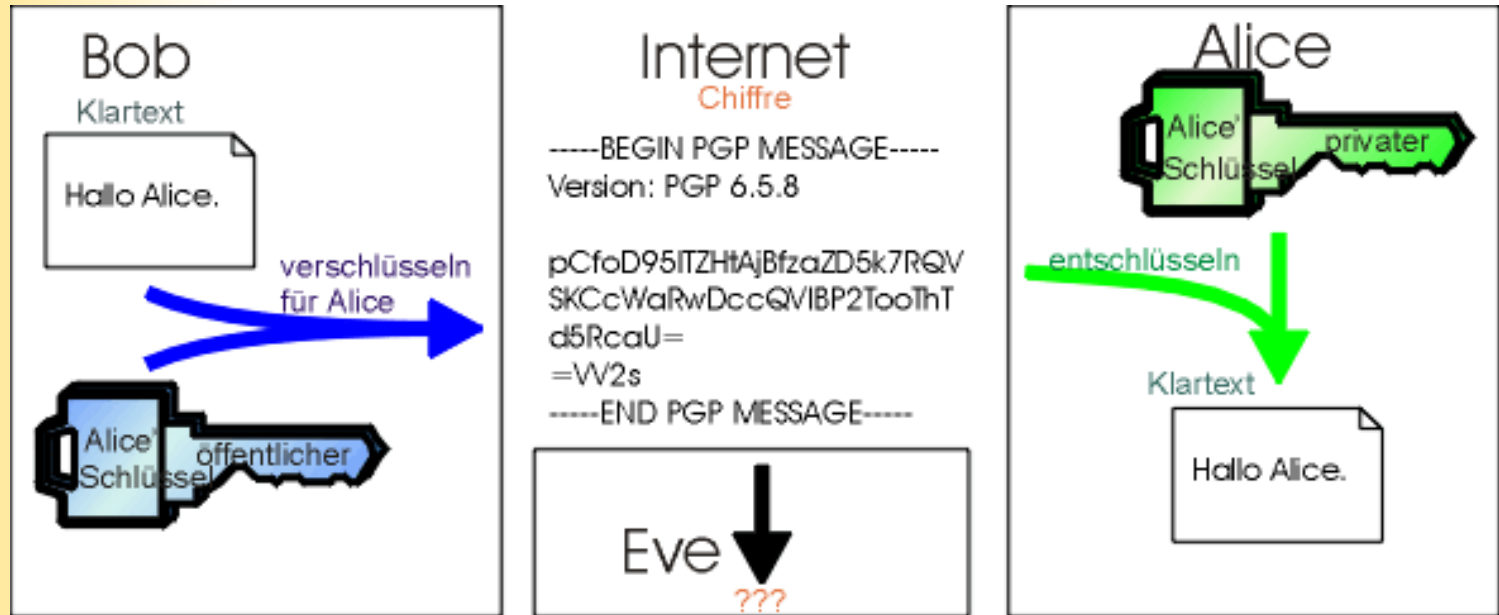 Bob
Klartext
Hallo Alice.
verschlüsseln
für Alice
Alice'
öffentlicher
Schlüssel
Internet
Chiffre
-----BEGIN PGP MESSAGE-----
Version: PGP 6.5.8
pCfoD95ITZHtAjBfzaZD5k7RQV
SKCcWaRwDccQVIBP2TooThT
d5RcaU=
=VV2s
-----END PGP MESSAGE-----
Eve
???
Alice
Alice'
privater
Schlüssel
entschlüsseln
Klartext
Hallo Alice.